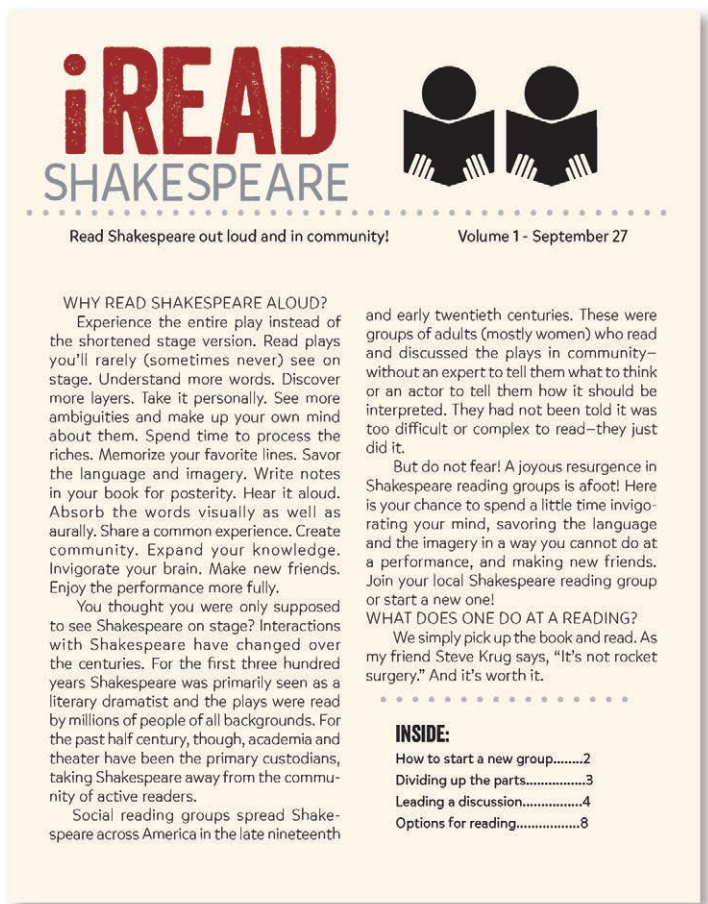 iREAD
SHAKESPEARE
Read Shakespeare out loud and in community!
Volume 1 - September 27
WHY READ SHAKESPEARE ALOUD?
Experience the entire play instead of
the shortened stage version. Read plays
you'll rarely (sometimes never) see on
stage. Understand more words. Discover
more layers. Take it personally. See more
ambiguities and make up your own mind
about them. Spend time to process the
riches. Memorize your favorite lines. Savor
the language and imagery. Write notes
in your book for posterity. Hear it aloud.
Absorb the words visually as well as
aurally. Share a common experience. Create
community. Expand your knowledge.
Invigorate your brain. Make new friends.
Enjoy the performance more fully.
You thought you were only supposed
to see Shakespeare on stage? Interactions
with Shakespeare have changed over
the centuries. For the first three hundred
years Shakespeare was primarily seen as a
literary dramatist and the plays were read
by millions of people of all backgrounds. For
the past half century, though, academia and
theater have been the primary custodians,
taking Shakespeare away from the commu-
nity of active readers.
Social reading groups spread Shake-
speare across America in the late nineteenth
and early twentieth centuries. These were
groups of adults (mostly women) who read
and discussed the plays in community–
without an expert to tell them what to think
or an actor to tell them how it should be
interpreted. They had not been told it was
too difficult or complex to read–they just
did it.
But do not fear! A joyous resurgence in
Shakespeare reading groups is afoot! Here
is your chance to spend a little time invigo-
rating your mind, savoring the language
and the imagery in a way you cannot do at
a performance, and making new friends.
Join your local Shakespeare reading group
or start a new one!
WHAT DOES ONE DO AT A READING?
We simply pick up the book and read. As
my friend Steve Krug says, “It's not rocket
surgery.” And it's worth it.
INSIDE:
How to start a new group........2
Dividing up the parts................3
Leading a discussion................4
Options for reading.................8